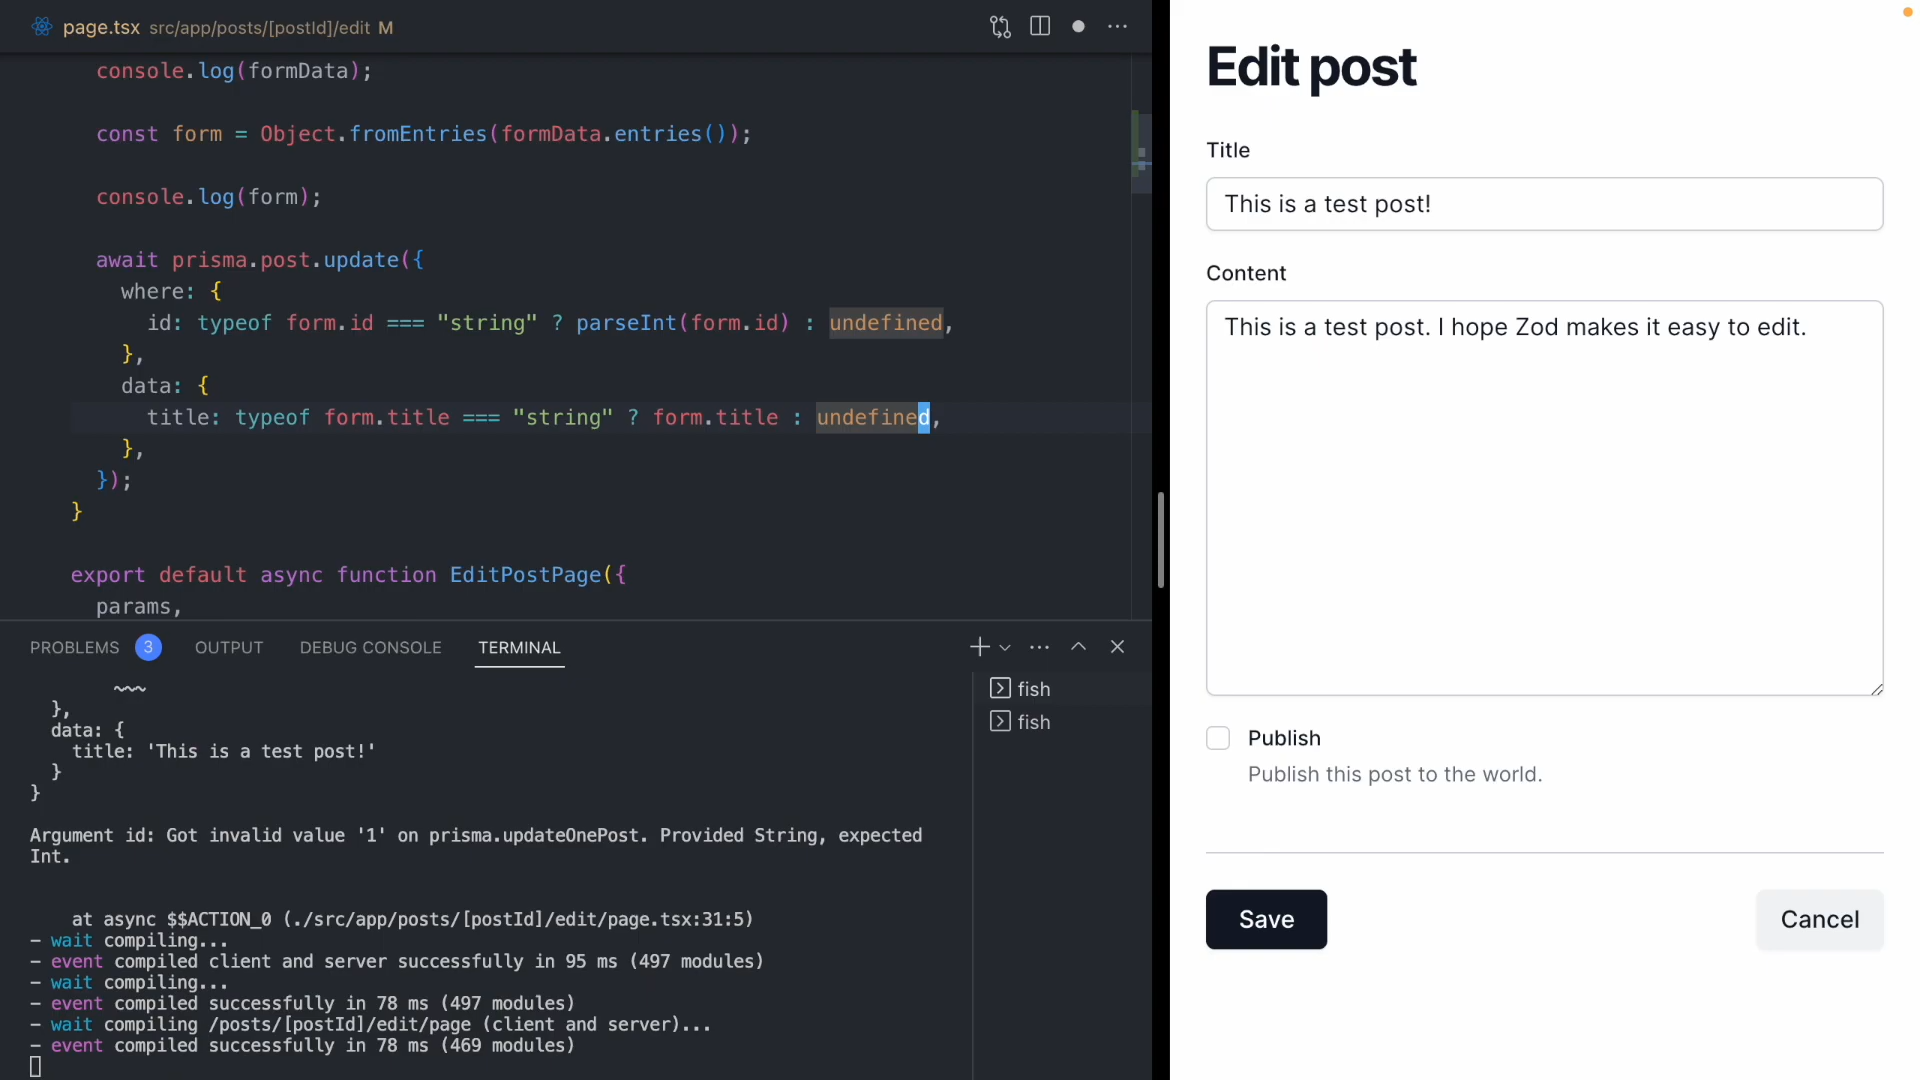 page.tsx src/app/posts/[postId]/edit M
console.log(formData);
const form = Object.fromEntries(formData.entries());
console.log(form);
await prisma.post.update({
where: {
id: typeof form.id === "string" ? parseInt(form.id) : undefined,
},
data: {
title: typeof form.title === "string" ? form.title : undefined,
},
});
}
export default async function EditPostPage({
params,
PROBLEMS 3 OUTPUT DEBUG CONSOLE TERMINAL
~~~
},
data: {
title: 'This is a test post!'
}
}
Argument id: Got invalid value '1' on prisma.updateOnePost. Provided String, expected
Int.
at async $$ACTION_0 (./src/app/posts/[postId]/edit/page.tsx:31:5)
- wait compiling...
- event compiled client and server successfully in 95 ms (497 modules)
- wait compiling...
- event compiled successfully in 78 ms (497 modules)
- wait compiling /posts/[postId]/edit/page (client and server)...
- event compiled successfully in 78 ms (469 modules)
fish
fish
Edit post
Title
This is a test post!
Content
This is a test post. I hope Zod makes it easy to edit.
Publish
Publish this post to the world.
Save
Cancel